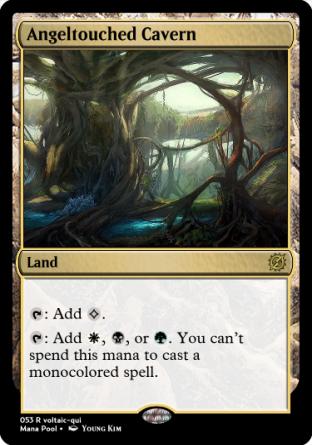 Angeltouched Cavern
Land
: Add .
: Add , , or . You can't
spend this mana to cast a
monocolored spell.
053 R voltaic-qui
Mana Pool • Young Kim